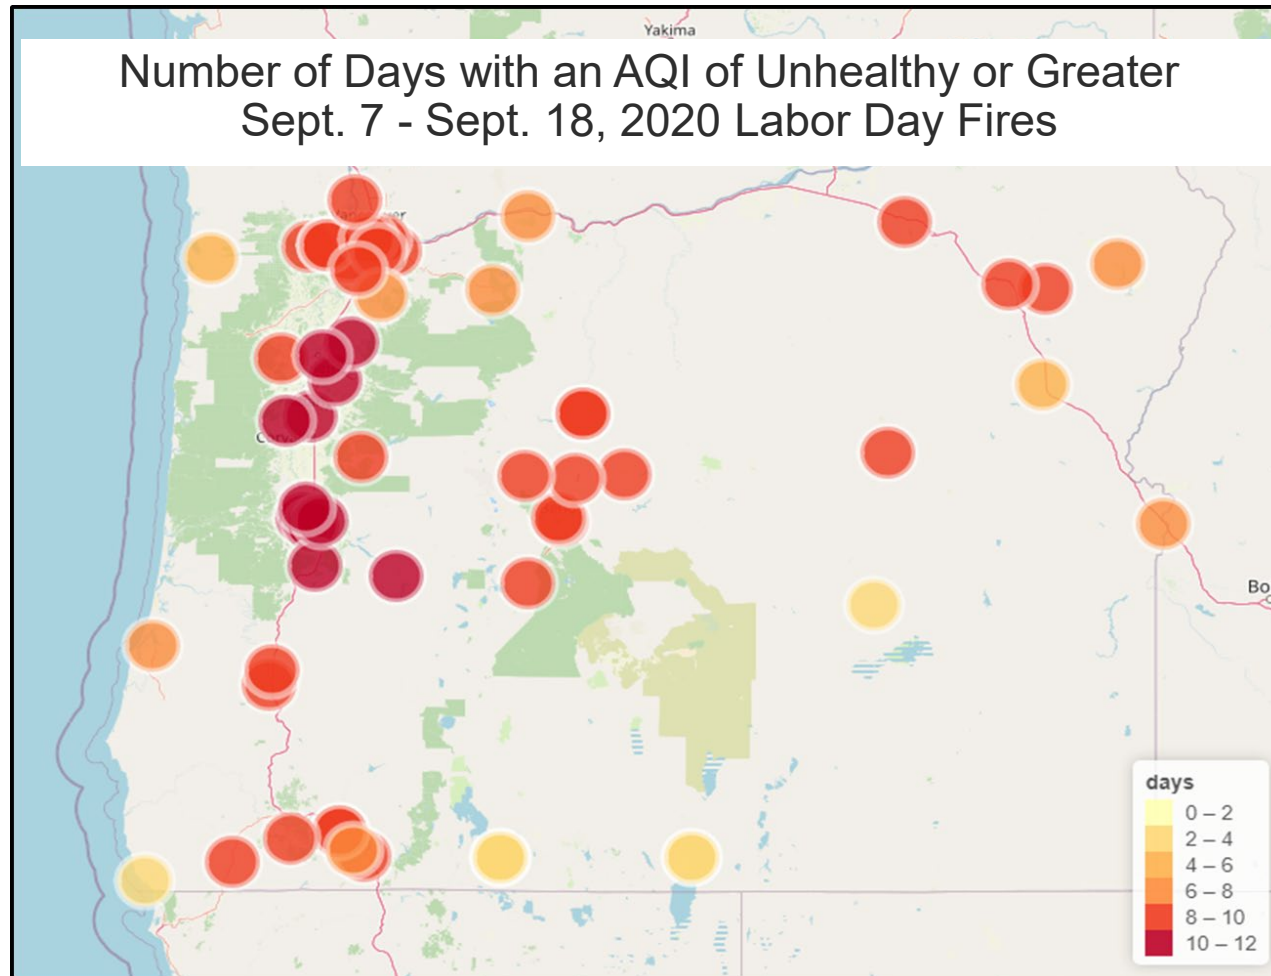 Yakima
Number of Days with an AQI of Unhealthy or Greater
Sept. 7 - Sept. 18, 2020 Labor Day Fires
Bo
days
0 – 2
2 – 4
4 – 6
6 – 8
8 – 10
10 – 12